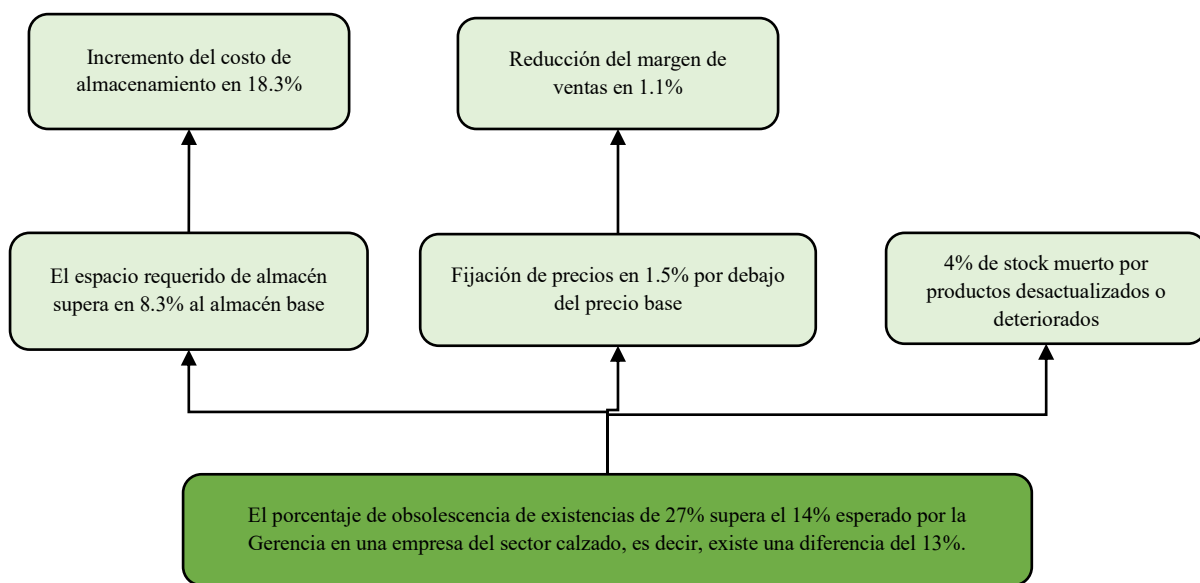 Incremento del costo de
almacenamiento en 18.3%
Reducción del margen de
ventas en 1.1%
El espacio requerido de almacén
supera en 8.3% al almacén base
Fijación de precios en 1.5% por debajo
del precio base
4% de stock muerto por
productos desactualizados o
deteriorados
El porcentaje de obsolescencia de existencias de 27% supera el 14% esperado por la
Gerencia en una empresa del sector calzado, es decir, existe una diferencia del 13%.